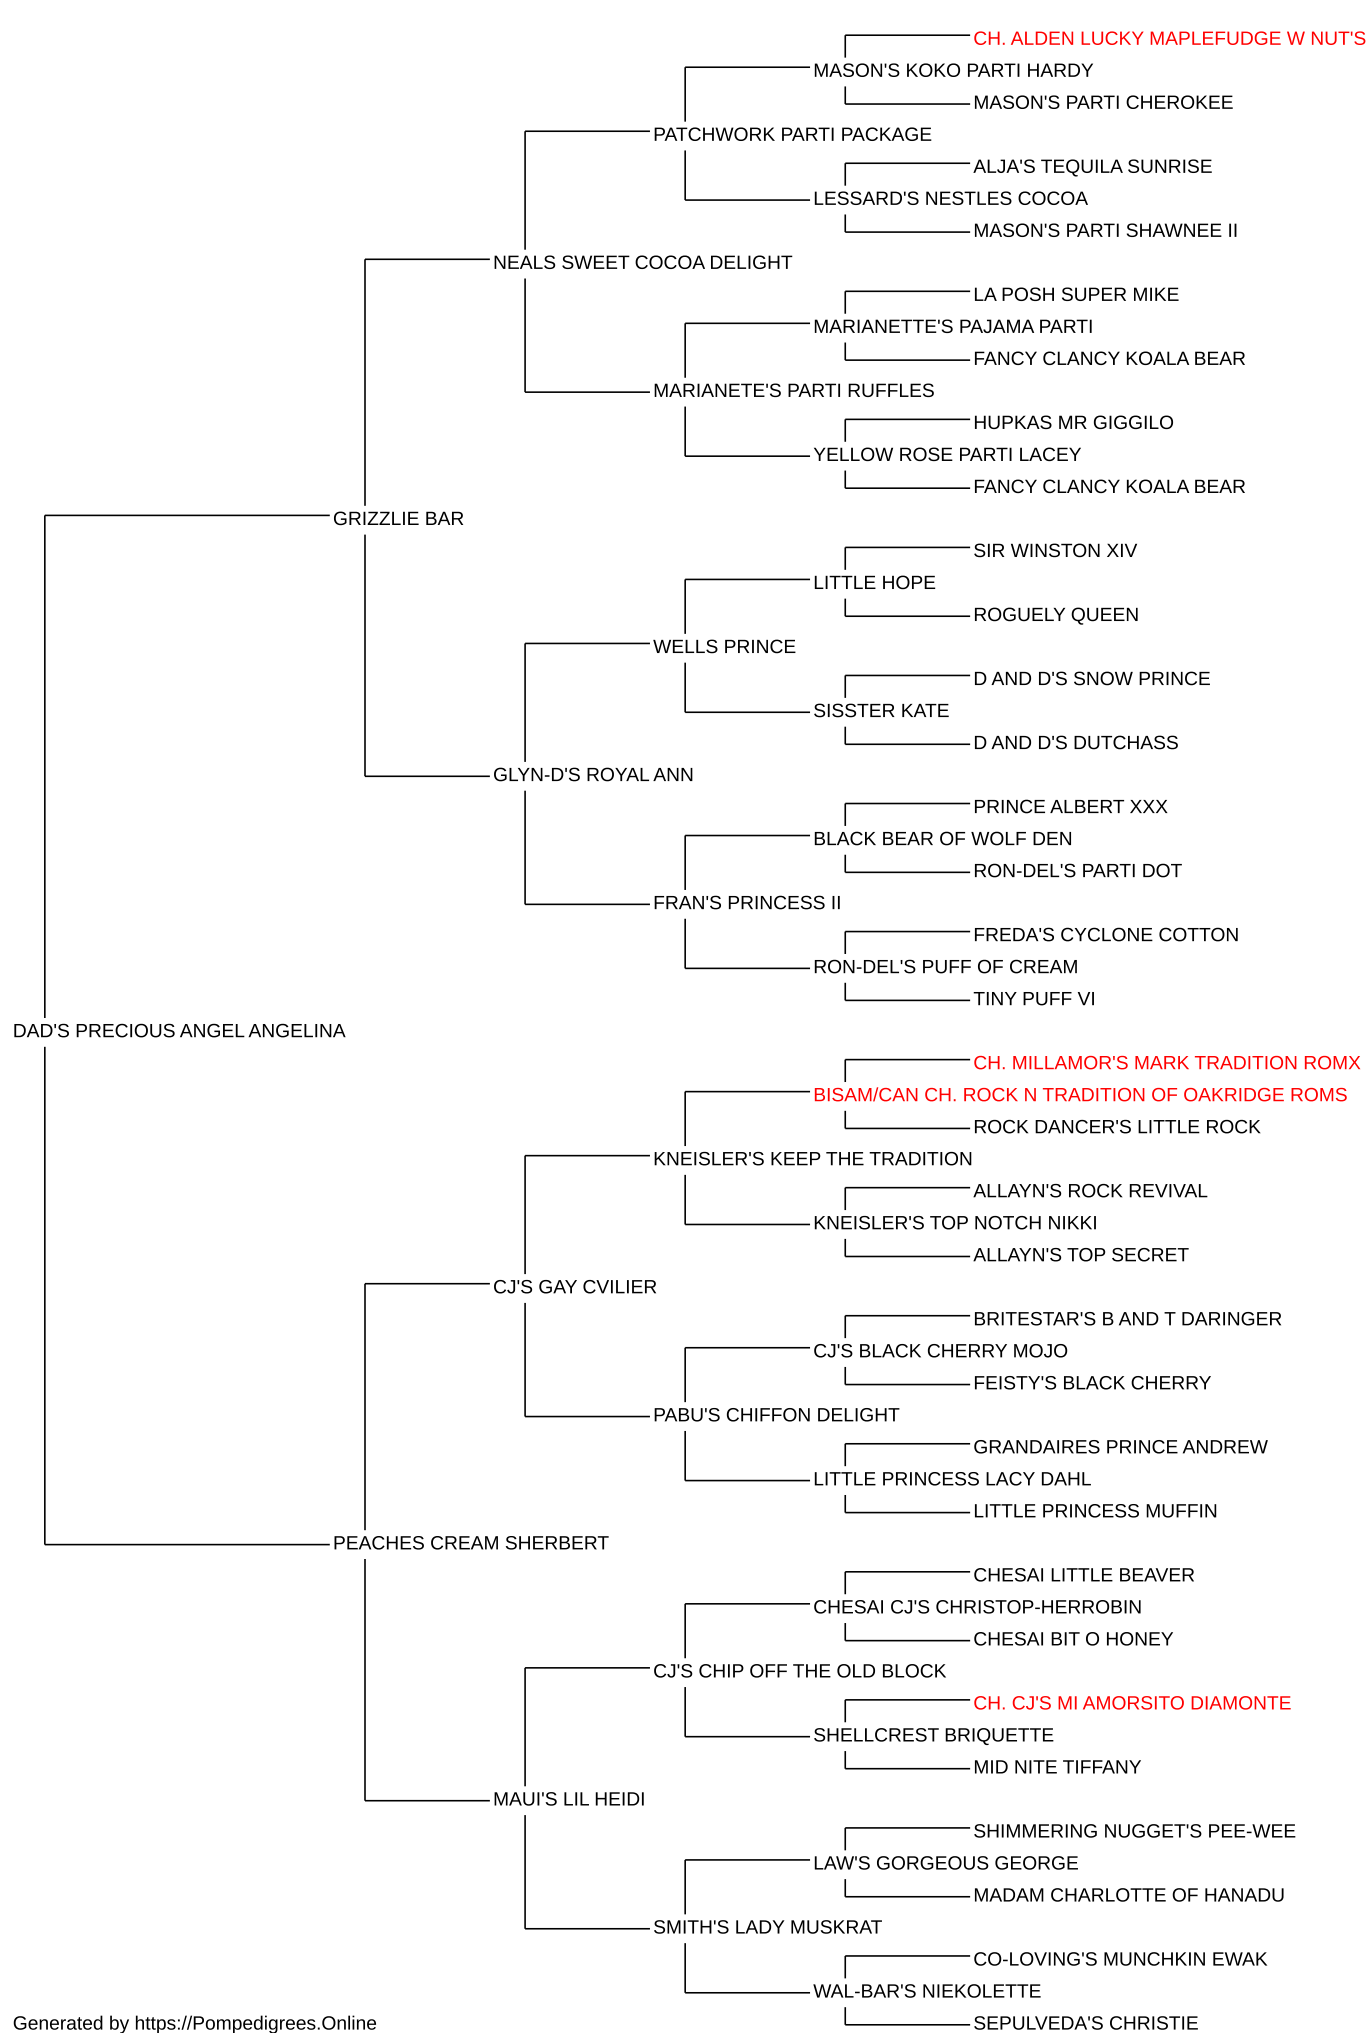 CH. ALDEN LUCKY MAPLEFUDGE W NUT'S
MASON'S KOKO PARTI HARDY
MASON'S PARTI CHEROKEE
PATCHWORK PARTI PACKAGE
ALJA'S TEQUILA SUNRISE
LESSARD'S NESTLES COCOA
MASON'S PARTI SHAWNEE II
NEALS SWEET COCOA DELIGHT
LA POSH SUPER MIKE
MARIANETTE'S PAJAMA PARTI
FANCY CLANCY KOALA BEAR
MARIANETE'S PARTI RUFFLES
HUPKAS MR GIGGILO
YELLOW ROSE PARTI LACEY
FANCY CLANCY KOALA BEAR
GRIZZLIE BAR
SIR WINSTON XIV
LITTLE HOPE
ROGUELY QUEEN
WELLS PRINCE
D AND D'S SNOW PRINCE
SISSTER KATE
D AND D'S DUTCHASS
GLYN-D'S ROYAL ANN
PRINCE ALBERT XXX
BLACK BEAR OF WOLF DEN
RON-DEL'S PARTI DOT
FRAN'S PRINCESS II
FREDA'S CYCLONE COTTON
RON-DEL'S PUFF OF CREAM
TINY PUFF VI
DAD'S PRECIOUS ANGEL ANGELINA
CH. MILLAMOR'S MARK TRADITION ROMX
BISAM/CAN CH. ROCK N TRADITION OF OAKRIDGE ROMS
ROCK DANCER'S LITTLE ROCK
KNEISLER'S KEEP THE TRADITION
ALLAYN'S ROCK REVIVAL
KNEISLER'S TOP NOTCH NIKKI
ALLAYN'S TOP SECRET
CJ'S GAY CVILIER
BRITESTAR'S B AND T DARINGER
CJ'S BLACK CHERRY MOJO
FEISTY'S BLACK CHERRY
PABU'S CHIFFON DELIGHT
GRANDAIRES PRINCE ANDREW
LITTLE PRINCESS LACY DAHL
LITTLE PRINCESS MUFFIN
PEACHES CREAM SHERBERT
CHESAI LITTLE BEAVER
CHESAI CJ'S CHRISTOP-HERROBIN
CHESAI BIT O HONEY
CJ'S CHIP OFF THE OLD BLOCK
CH. CJ'S MI AMORSITO DIAMONTE
SHELLCREST BRIQUETTE
MID NITE TIFFANY
MAUI'S LIL HEIDI
SHIMMERING NUGGET'S PEE-WEE
LAW'S GORGEOUS GEORGE
MADAM CHARLOTTE OF HANADU
SMITH'S LADY MUSKRAT
CO-LOVING'S MUNCHKIN EWAK
WAL-BAR'S NIEKOLETTE
SEPULVEDA'S CHRISTIE
Generated by https://Pompedigrees.Online